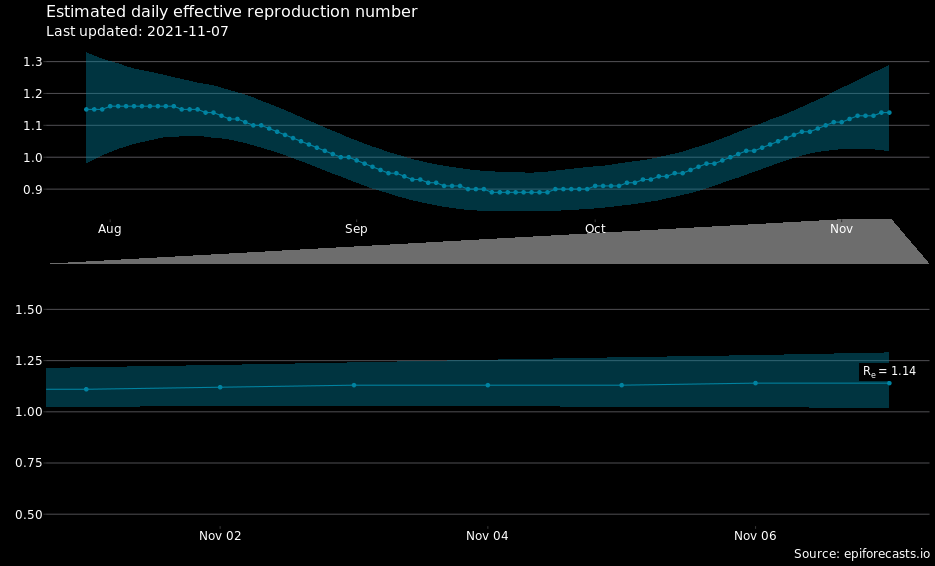 Estimated daily effective reproduction number
Last updated: 2021-11-07
1.3
1.2
1.1
1.0
0.9
Aug Sep Oct Nov
1.50
1.25
Re = 1.14
1.00
0.75
0.50
Nov 02 Nov 04 Nov 06
Source: epiforecasts.io